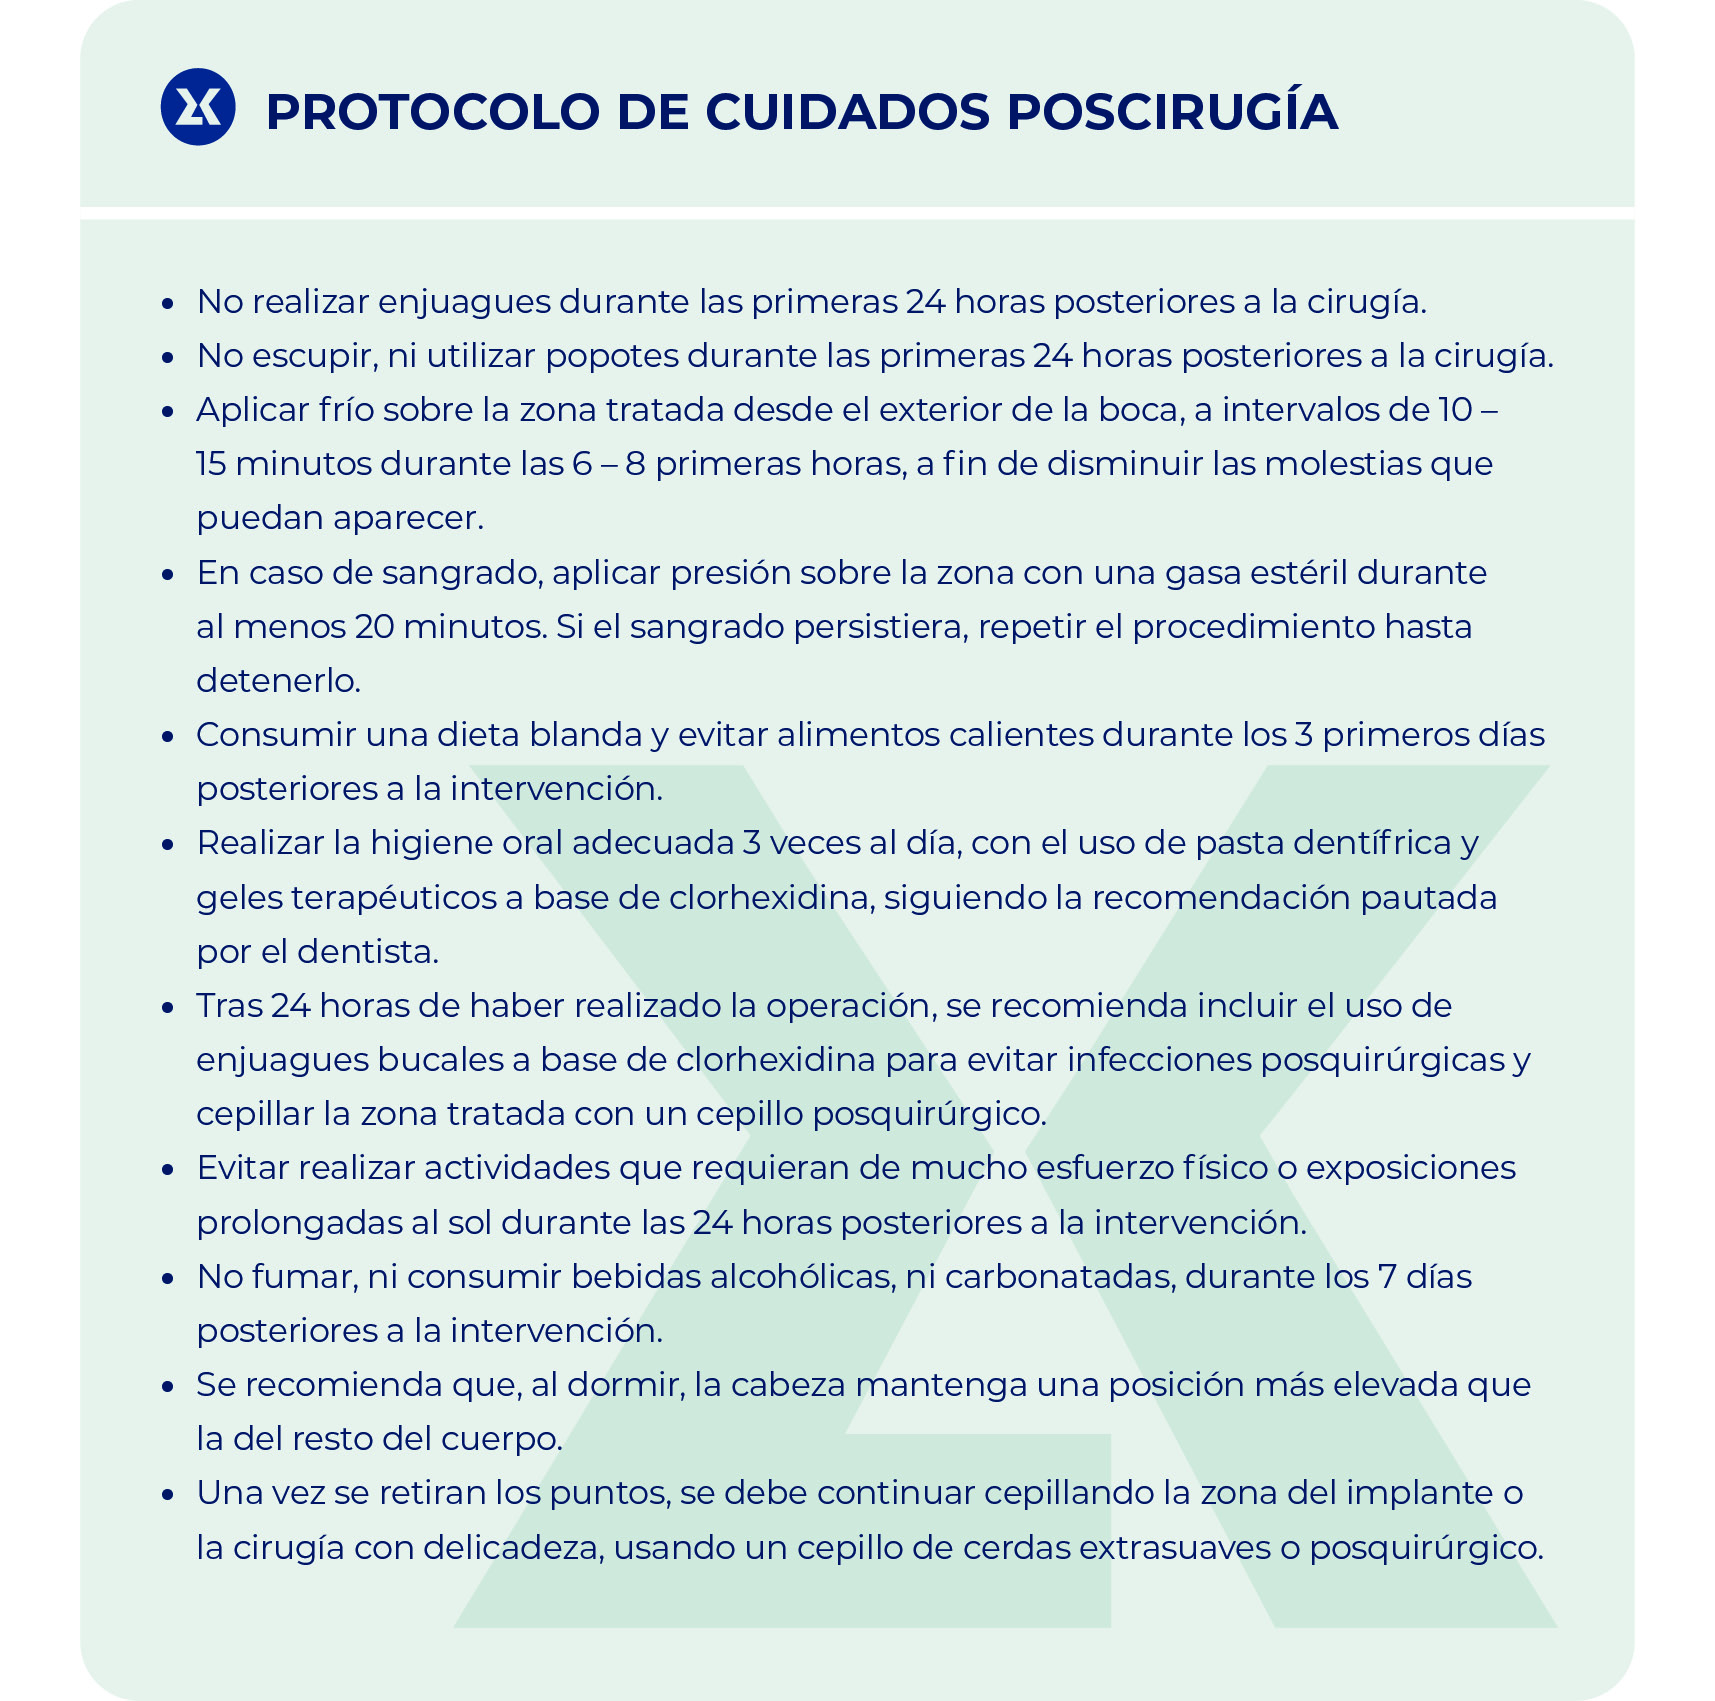 PROTOCOLO DE CUIDADOS POSCIRUGÍA
• No realizar enjuagues durante las primeras 24 horas posteriores a la cirugía.
• No escupir, ni utilizar popotes durante las primeras 24 horas posteriores a la cirugía.
• Aplicar frío sobre la zona tratada desde el exterior de la boca, a intervalos de 10 –
15 minutos durante las 6 – 8 primeras horas, a fin de disminuir las molestias que
puedan aparecer.
• En caso de sangrado, aplicar presión sobre la zona con una gasa estéril durante
al menos 20 minutos. Si el sangrado persistiera, repetir el procedimiento hasta
detenerlo.
• Consumir una dieta blanda y evitar alimentos calientes durante los 3 primeros días
posteriores a la intervención.
• Realizar la higiene oral adecuada 3 veces al día, con el uso de pasta dentífrica y
geles terapéuticos a base de clorhexidina, siguiendo la recomendación pautada
por el dentista.
• Tras 24 horas de haber realizado la operación, se recomienda incluir el uso de
enjuagues bucales a base de clorhexidina para evitar infecciones posquirúrgicas y
cepillar la zona tratada con un cepillo posquirúrgico.
• Evitar realizar actividades que requieran de mucho esfuerzo físico o exposiciones
prolongadas al sol durante las 24 horas posteriores a la intervención.
• No fumar, ni consumir bebidas alcohólicas, ni carbonatadas, durante los 7 días
posteriores a la intervención.
• Se recomienda que, al dormir, la cabeza mantenga una posición más elevada que
la del resto del cuerpo.
• Una vez se retiran los puntos, se debe continuar cepillando la zona del implante o
la cirugía con delicadeza, usando un cepillo de cerdas extrasuaves o posquirúrgico.